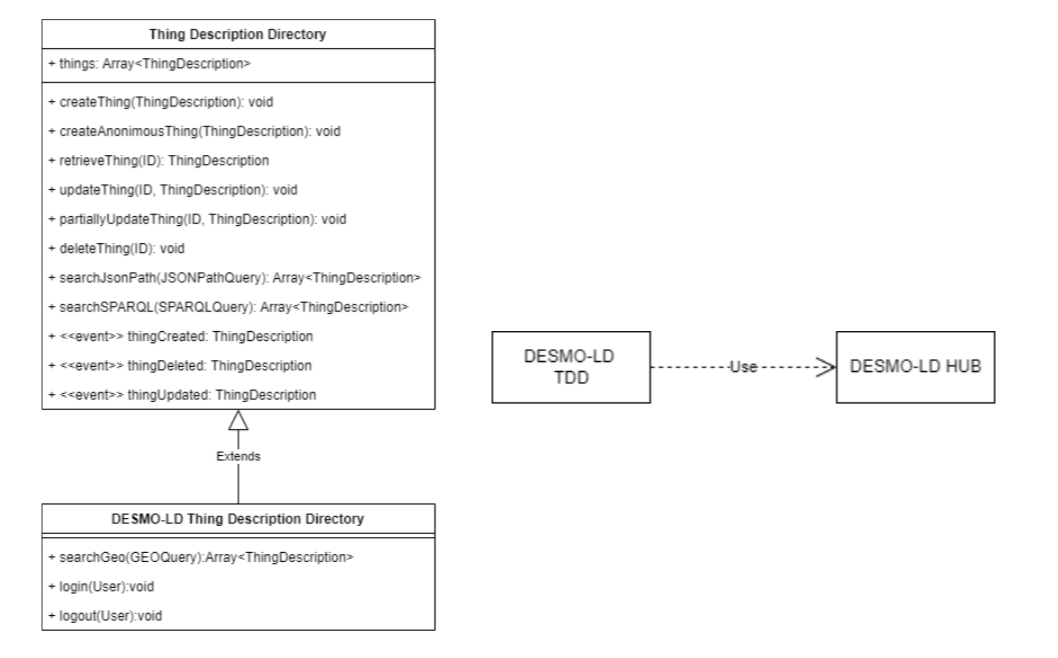 Thing Description Directory
+ things: Array<ThingDescription>
+ createThing(ThingDescription): void
+ createAnonimousThing(ThingDescription): void
+ retrieveThing(ID): ThingDescription
+ updateThing(ID, ThingDescription): void
+ partiallyUpdateThing(ID, ThingDescription): void
+ deleteThing(ID): void
+ searchJsonPath(JSONPathQuery): Array<ThingDescription>
+ searchSPARQL(SPARQLQuery): Array<ThingDescription>
+ <<event>> thingCreated: ThingDescription
+ <<event>> thingDeleted: ThingDescription
+ <<event>> thingUpdated: ThingDescription
Extends
DESMO-LD Thing Description Directory
+ searchGeo(GEOQuery):Array<ThingDescription>
+ login(User):void
+ logout(User):void
DESMO-LD
TDD
Use
DESMO-LD HUB